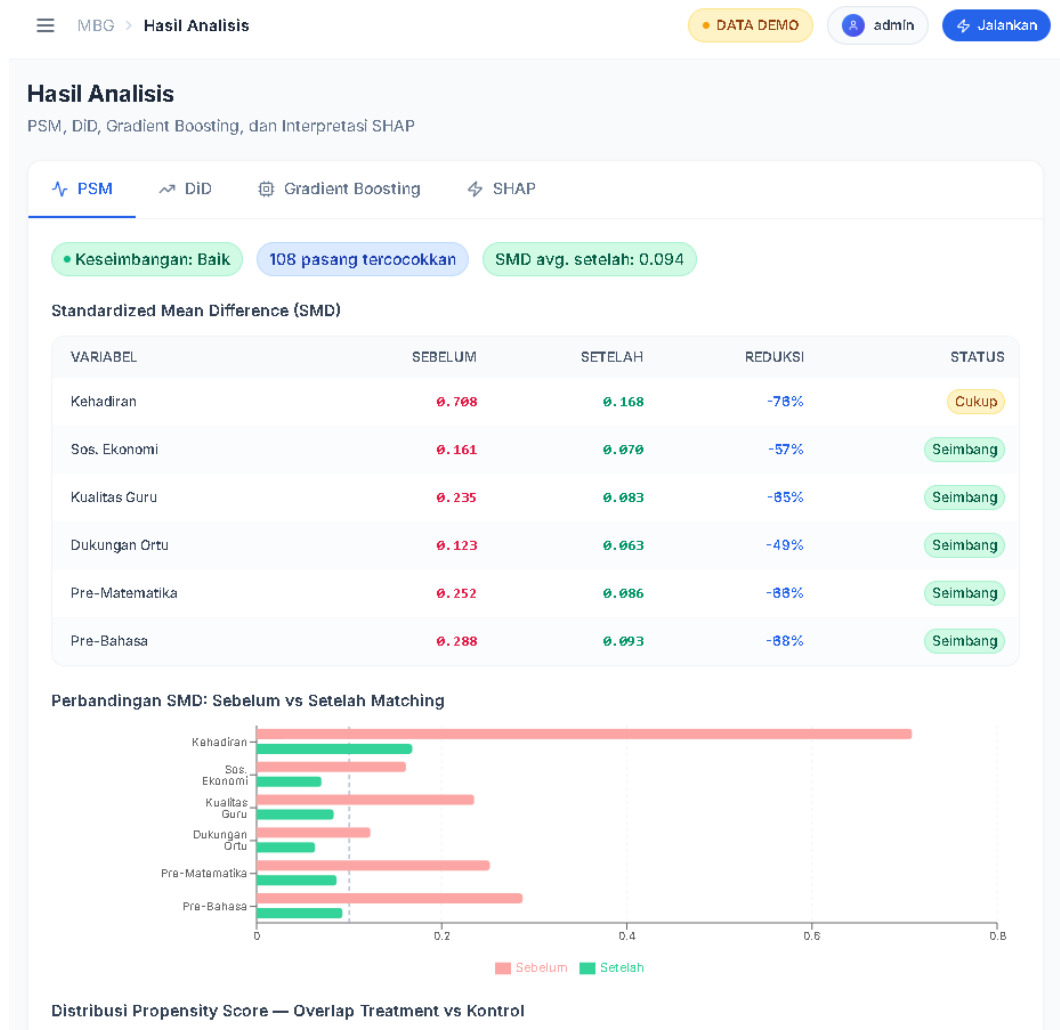 MBG > Hasil Analisis DATA DEMO admin Jalankan
Hasil Analisis
PSM, DiD, Gradient Boosting, dan Interpretasi SHAP
PSM DiD Gradient Boosting SHAP
Keseimbangan: Baik 108 pasang tercocokkan SMD avg. setelah: 0.094
Standardized Mean Difference (SMD)
VARIABEL SEBELUM SETELAH REDUKSI STATUS
Kehadiran 0.708 0.168 -76% Cukup
Sos. Ekonomi 0.161 0.070 -57% Seimbang
Kualitas Guru 0.235 0.083 -65% Seimbang
Dukungan Ortu 0.123 0.063 -49% Seimbang
Pre-Matematika 0.252 0.086 -66% Seimbang
Pre-Bahasa 0.288 0.093 -68% Seimbang
Perbandingan SMD: Sebelum vs Setelah Matching
Kehadiran
Sos.
Ekonomi
Kualitas
Guru
Dukungan
Ortu
Pre-Matematika
Pre-Bahasa
0 0.2 0.4 0.6 0.8
Sebelum Setelah
Distribusi Propensity Score — Overlap Treatment vs Kontrol